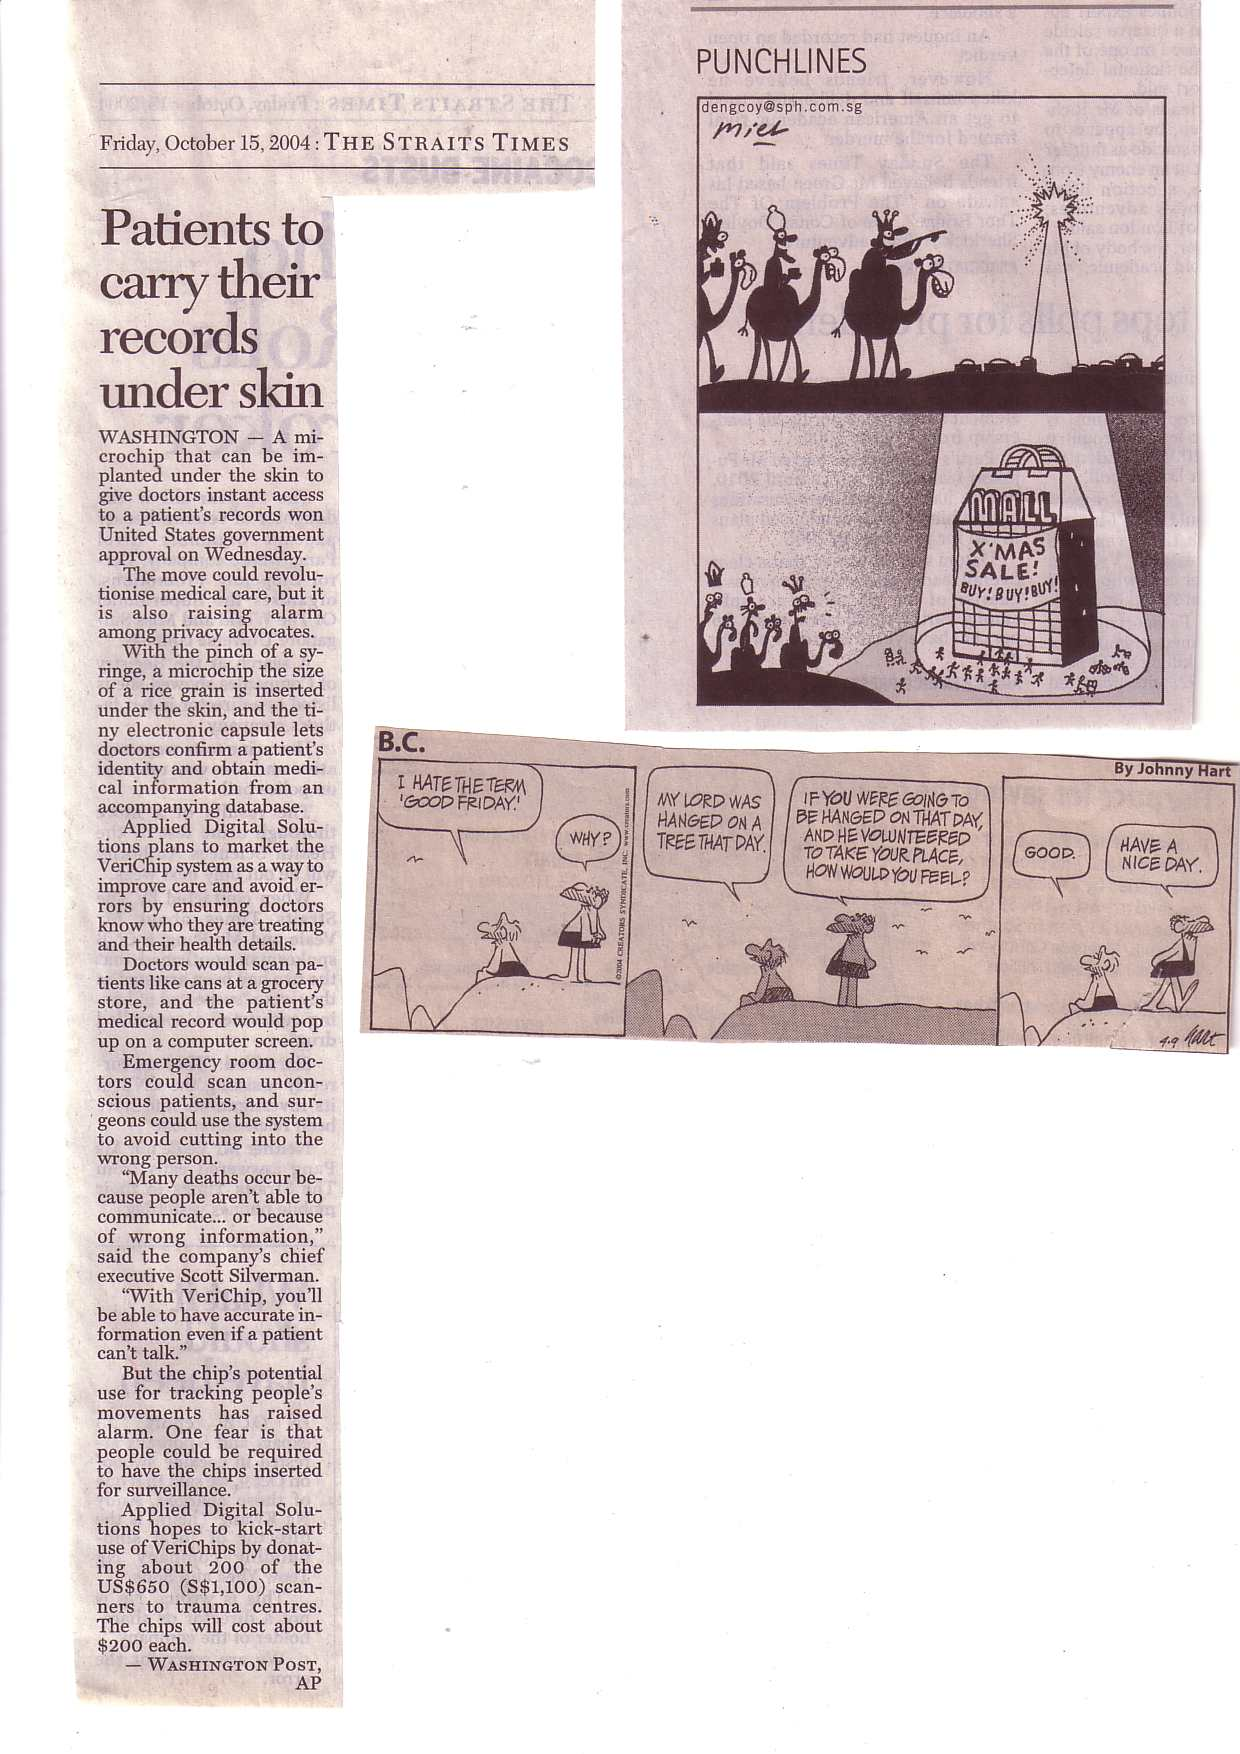 Friday, October 15, 2004 : THE STRAITS TIMES
Patients to
carry their
records
under skin
WASHINGTON — A mi-
crochip that can be im-
planted under the skin to
give doctors instant access
to a patient's records won
United States government
approval on Wednesday.
The move could revolu-
tionise medical care, but it
is also raising alarm
among privacy advocates.
With the pinch of a sy-
ringe, a microchip the size
of a rice grain is inserted
under the skin, and the ti-
ny electronic capsule lets
doctors confirm a patient's
identity and obtain medi-
cal information from an
accompanying database.
Applied Digital Solu-
tions plans to market the
VeriChip system as a way to
improve care and avoid er-
rors by ensuring doctors
know who they are treating
and their health details.
Doctors would scan pa-
tients like cans at a grocery
store, and the patient's
medical record would pop
up on a computer screen.
Emergency room doc-
tors could scan uncon-
scious patients, and sur-
geons could use the system
to avoid cutting into the
wrong person.
"Many deaths occur be-
cause people aren't able to
communicate... or because
of wrong information,"
said the company's chief
executive Scott Silverman.
"With VeriChip, you'll
be able to have accurate in-
formation even if a patient
can't talk."
But the chip's potential
use for tracking people's
movements has raised
alarm. One fear is that
people could be required
to have the chips inserted
for surveillance.
Applied Digital Solu-
tions hopes to kick-start
use of VeriChips by donat-
ing about 200 of the
US$650 (S$1,100) scan-
ners to trauma centres.
The chips will cost about
$200 each.
— WASHINGTON POST,
AP
PUNCHLINES
dengcoy@sph.com.sg
miel
MALL
X'MAS
SALE!
BUY! BUY! BUY!
B.C.
By Johnny Hart
I HATE THE TERM
'GOOD FRIDAY.'
WHY?
©2004 CREATORS SYNDICATE, INC. www.creators.com
MY LORD WAS
HANGED ON A
TREE THAT DAY.
IF YOU WERE GOING TO
BE HANGED ON THAT DAY,
AND HE VOLUNTEERED
TO TAKE YOUR PLACE,
HOW WOULD YOU FEEL?
GOOD.
HAVE A
NICE DAY.
4.9 Hart